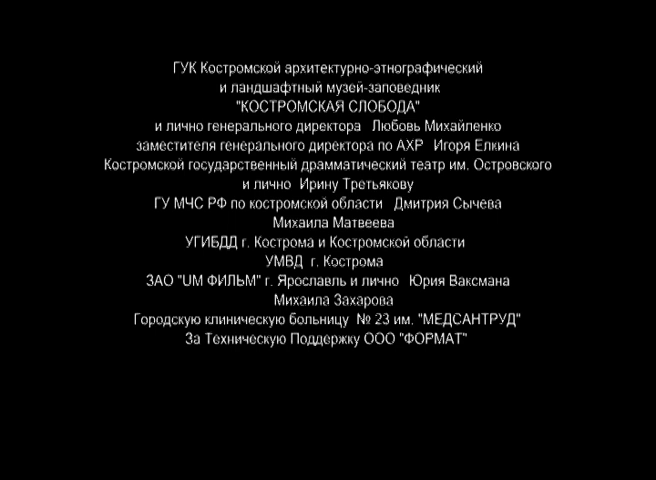 ГУК Костромской архитектурно-этнографический
и ландшафтный музей-заповедник
"КОСТРОМСКАЯ СЛОБОДА"
и лично генерального директора Любовь Михайленко
заместителя генерального директора по АХР Игоря Елкина
Костромской государственный драмматический театр им. Островского
и лично Ирину Третьякову
ГУ МЧС РФ по костромской области Дмитрия Сычева
Михаила Матвеева
УГИБДД г. Кострома и Костромской области
УМВД г. Кострома
ЗАО "UM ФИЛЬМ" г. Ярославль и лично Юрия Ваксмана
Михаила Захарова
Городскую клиническую больницу № 23 им. "МЕДСАНТРУД"
За Техническую Поддержку ООО "ФОРМАТ"